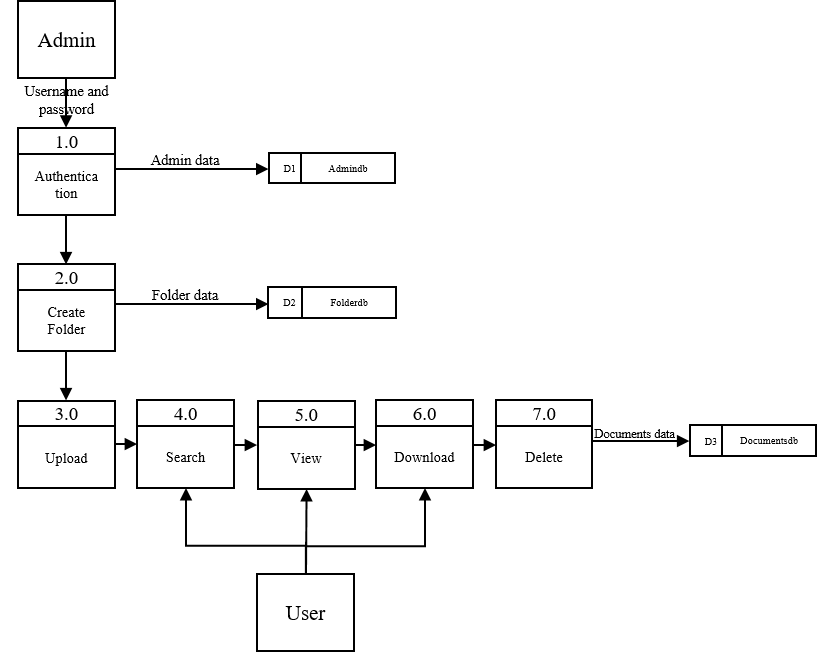 Admin
Username and
password
1.0
Authentica
tion
Admin data
D1
Admindb
2.0
Create
Folder
Folder data
D2
Folderdb
3.0
Upload
4.0
Search
5.0
View
6.0
Download
7.0
Delete
Documents data
D3
Documentsdb
User